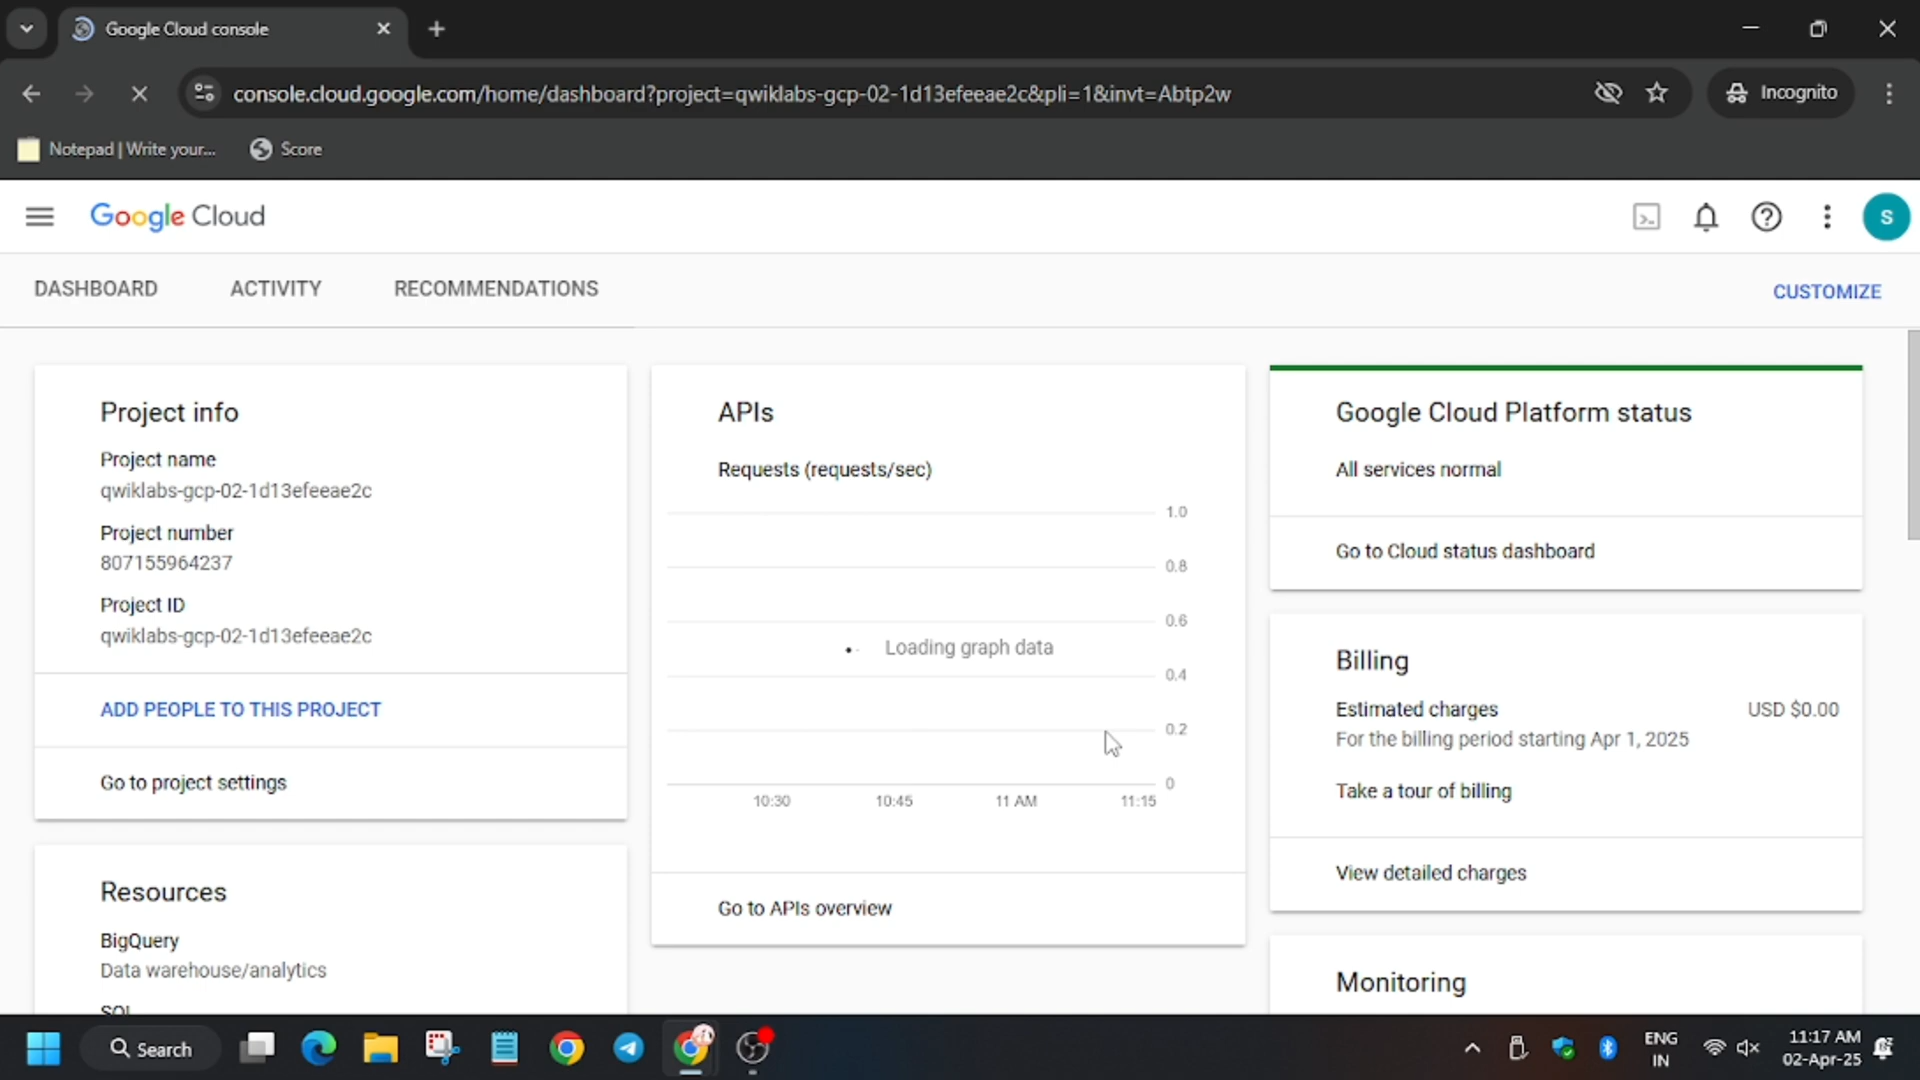 Google Cloud console
console.cloud.google.com/home/dashboard?project=qwiklabs-gcp-02-1d13efeeae2c&pli=1&invt=Abtp2w
Incognito
Notepad | Write your...
Score
Google Cloud
S
DASHBOARD
ACTIVITY
RECOMMENDATIONS
CUSTOMIZE
Project info
Project name
qwiklabs-gcp-02-1d13efeeae2c
Project number
807155964237
Project ID
qwiklabs-gcp-02-1d13efeeae2c
ADD PEOPLE TO THIS PROJECT
Go to project settings
Resources
BigQuery
Data warehouse/analytics
SQL
APIs
Requests (requests/sec)
1.0
0.8
0.6
Loading graph data
0.4
0.2
0
10:30
10:45
11 AM
11:15
Go to APIs overview
Google Cloud Platform status
All services normal
Go to Cloud status dashboard
Billing
Estimated charges
USD $0.00
For the billing period starting Apr 1, 2025
Take a tour of billing
View detailed charges
Monitoring
Search
ENG
IN
11:17 AM
02-Apr-25